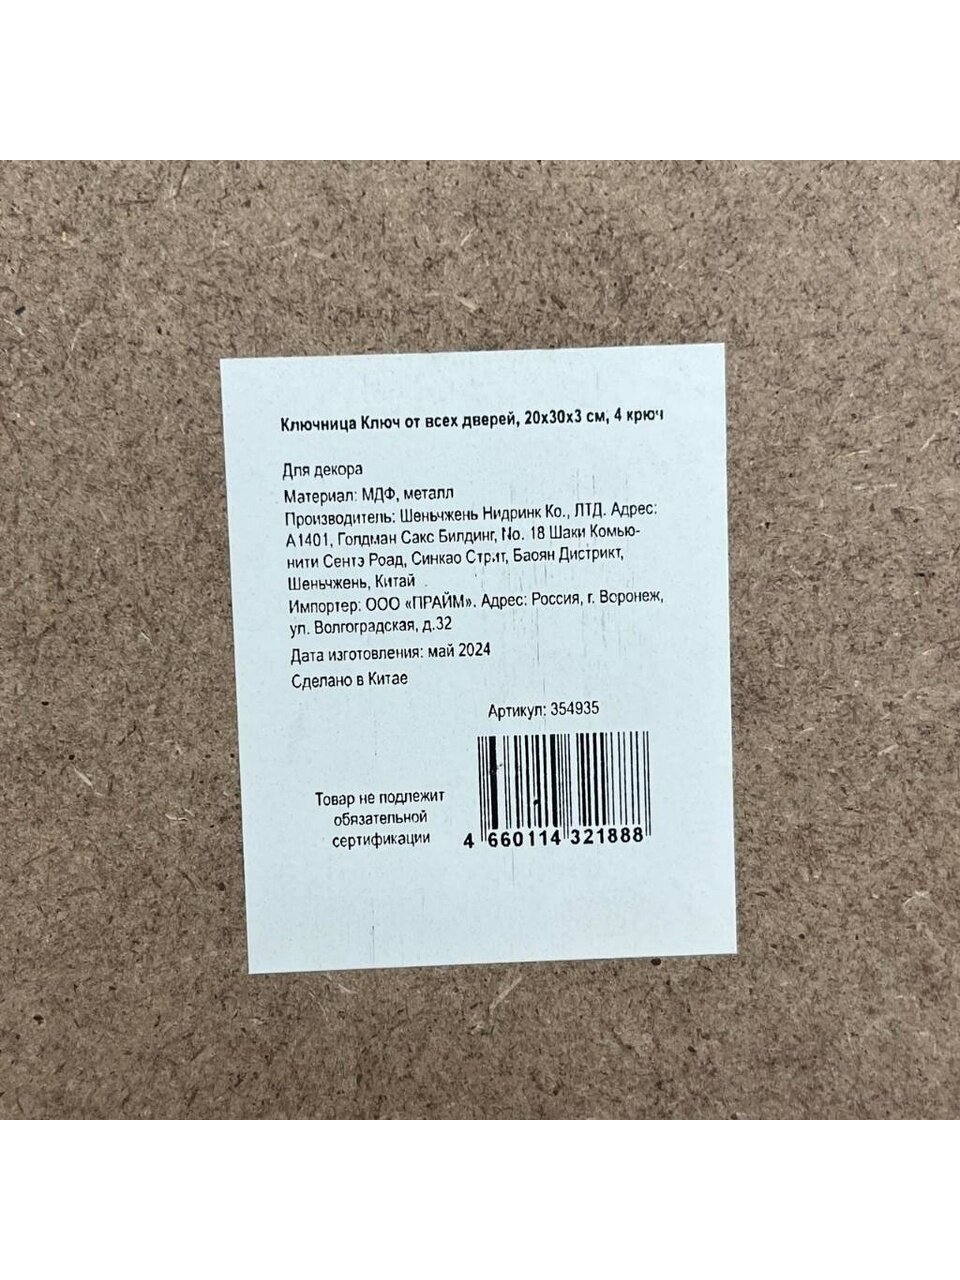 Ключница Ключ от всех дверей, 20х30х3 см, 4 крюч
Для декора
Материал: МДФ, металл
Производитель: Шеньчжень Нидринк Ко., ЛТД. Адрес:
А1401, Голдман Сакс Билдинг, No. 18 Шаки Комью-
нити Сентэ Роад, Синкао Стрит, Баоян Дистрикт,
Шеньчжень, Китай
Импортер: ООО «ПРАЙМ». Адрес: Россия, г. Воронеж,
ул. Волгоградская, д.32
Дата изготовления: май 2024
Сделано в Китае
Артикул: 354935
Товар не подлежит
обязательной
сертификации
4 660114 321888